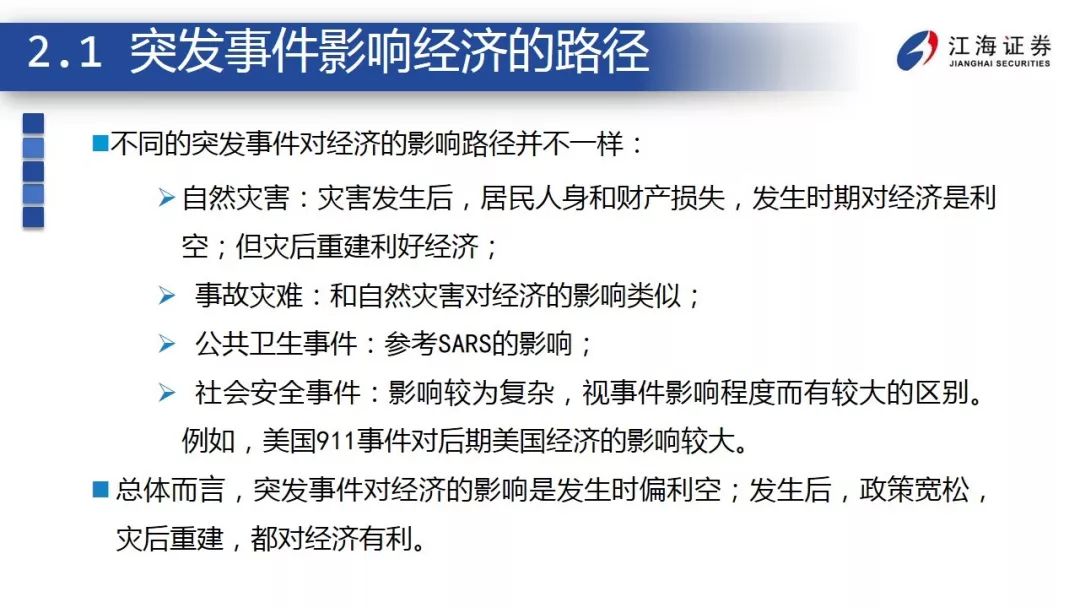 2.1 突发事件影响经济的路径
江海证券
JIANGHAI SECURITIES
不同的突发事件对经济的影响路径并不一样：
自然灾害：灾害发生后，居民人身和财产损失，发生时期对经济是利
空；但灾后重建利好经济；
事故灾难：和自然灾害对经济的影响类似；
公共卫生事件：参考SARS的影响；
社会安全事件：影响较为复杂，视事件影响程度而有较大的区别。
例如，美国911事件对后期美国经济的影响较大。
总体而言，突发事件对经济的影响是发生时偏利空；发生后，政策宽松，
灾后重建，都对经济有利。